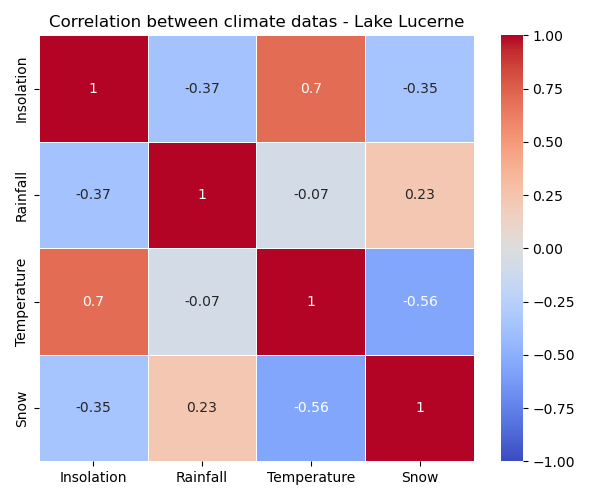 Correlation between climate datas - Lake Lucerne
Insolation
1
-0.37
0.7
-0.35
Rainfall
-0.37
1
-0.07
0.23
Temperature
0.7
-0.07
1
-0.56
Snow
-0.35
0.23
-0.56
1
Insolation
Rainfall
Temperature
Snow
1.00
0.75
0.50
0.25
0.00
−0.25
−0.50
−0.75
−1.00